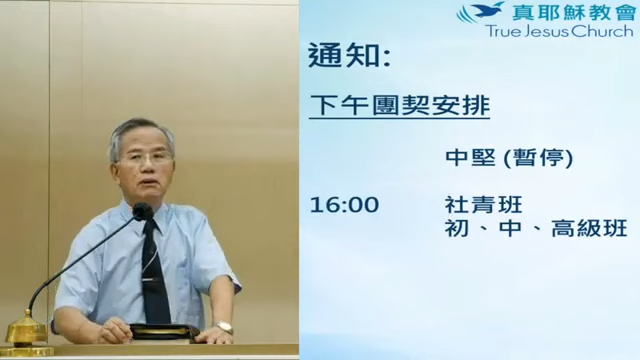 真耶穌教會
True Jesus Church
通知:
下午團契安排
中堅 (暫停)
16:00 社青班
初、中、高級班